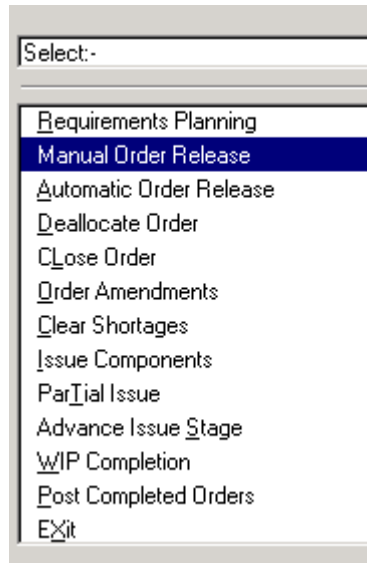 Select:-
Requirements Planning
Manual Order Release
Automatic Order Release
Deallocate Order
CLose Order
Order Amendments
Clear Shortages
Issue Components
ParTial Issue
Advance Issue Stage
WIP Completion
Post Completed Orders
EXit